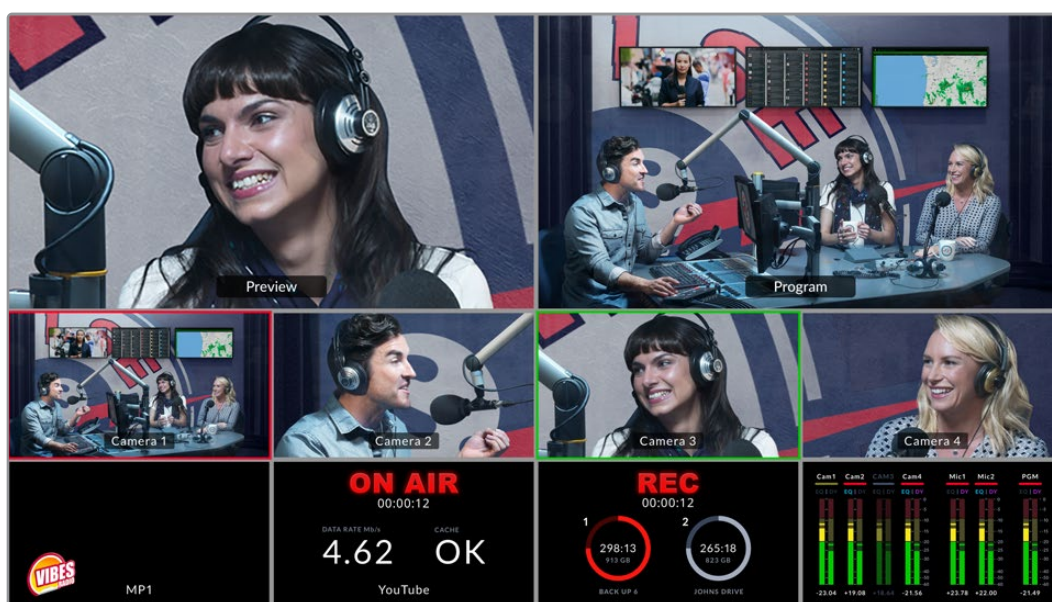 Preview
Program
Camera 1
Camera 2
Camera 3
Camera 4
VIBES
RADIO
MP1
ON AIR
00:00:12
DATA RATE Mb/s
CACHE
4.62
OK
YouTube
REC
00:00:12
1
298:13
913 GB
BACK UP 6
2
265:18
823 GB
JOHNS DRIVE
Cam1 Cam2 CAM3 Cam4 Mic1 Mic2 PGM
-23.04 +19.08 +18.64 -21.56 +23.78 +22.00 -21.49